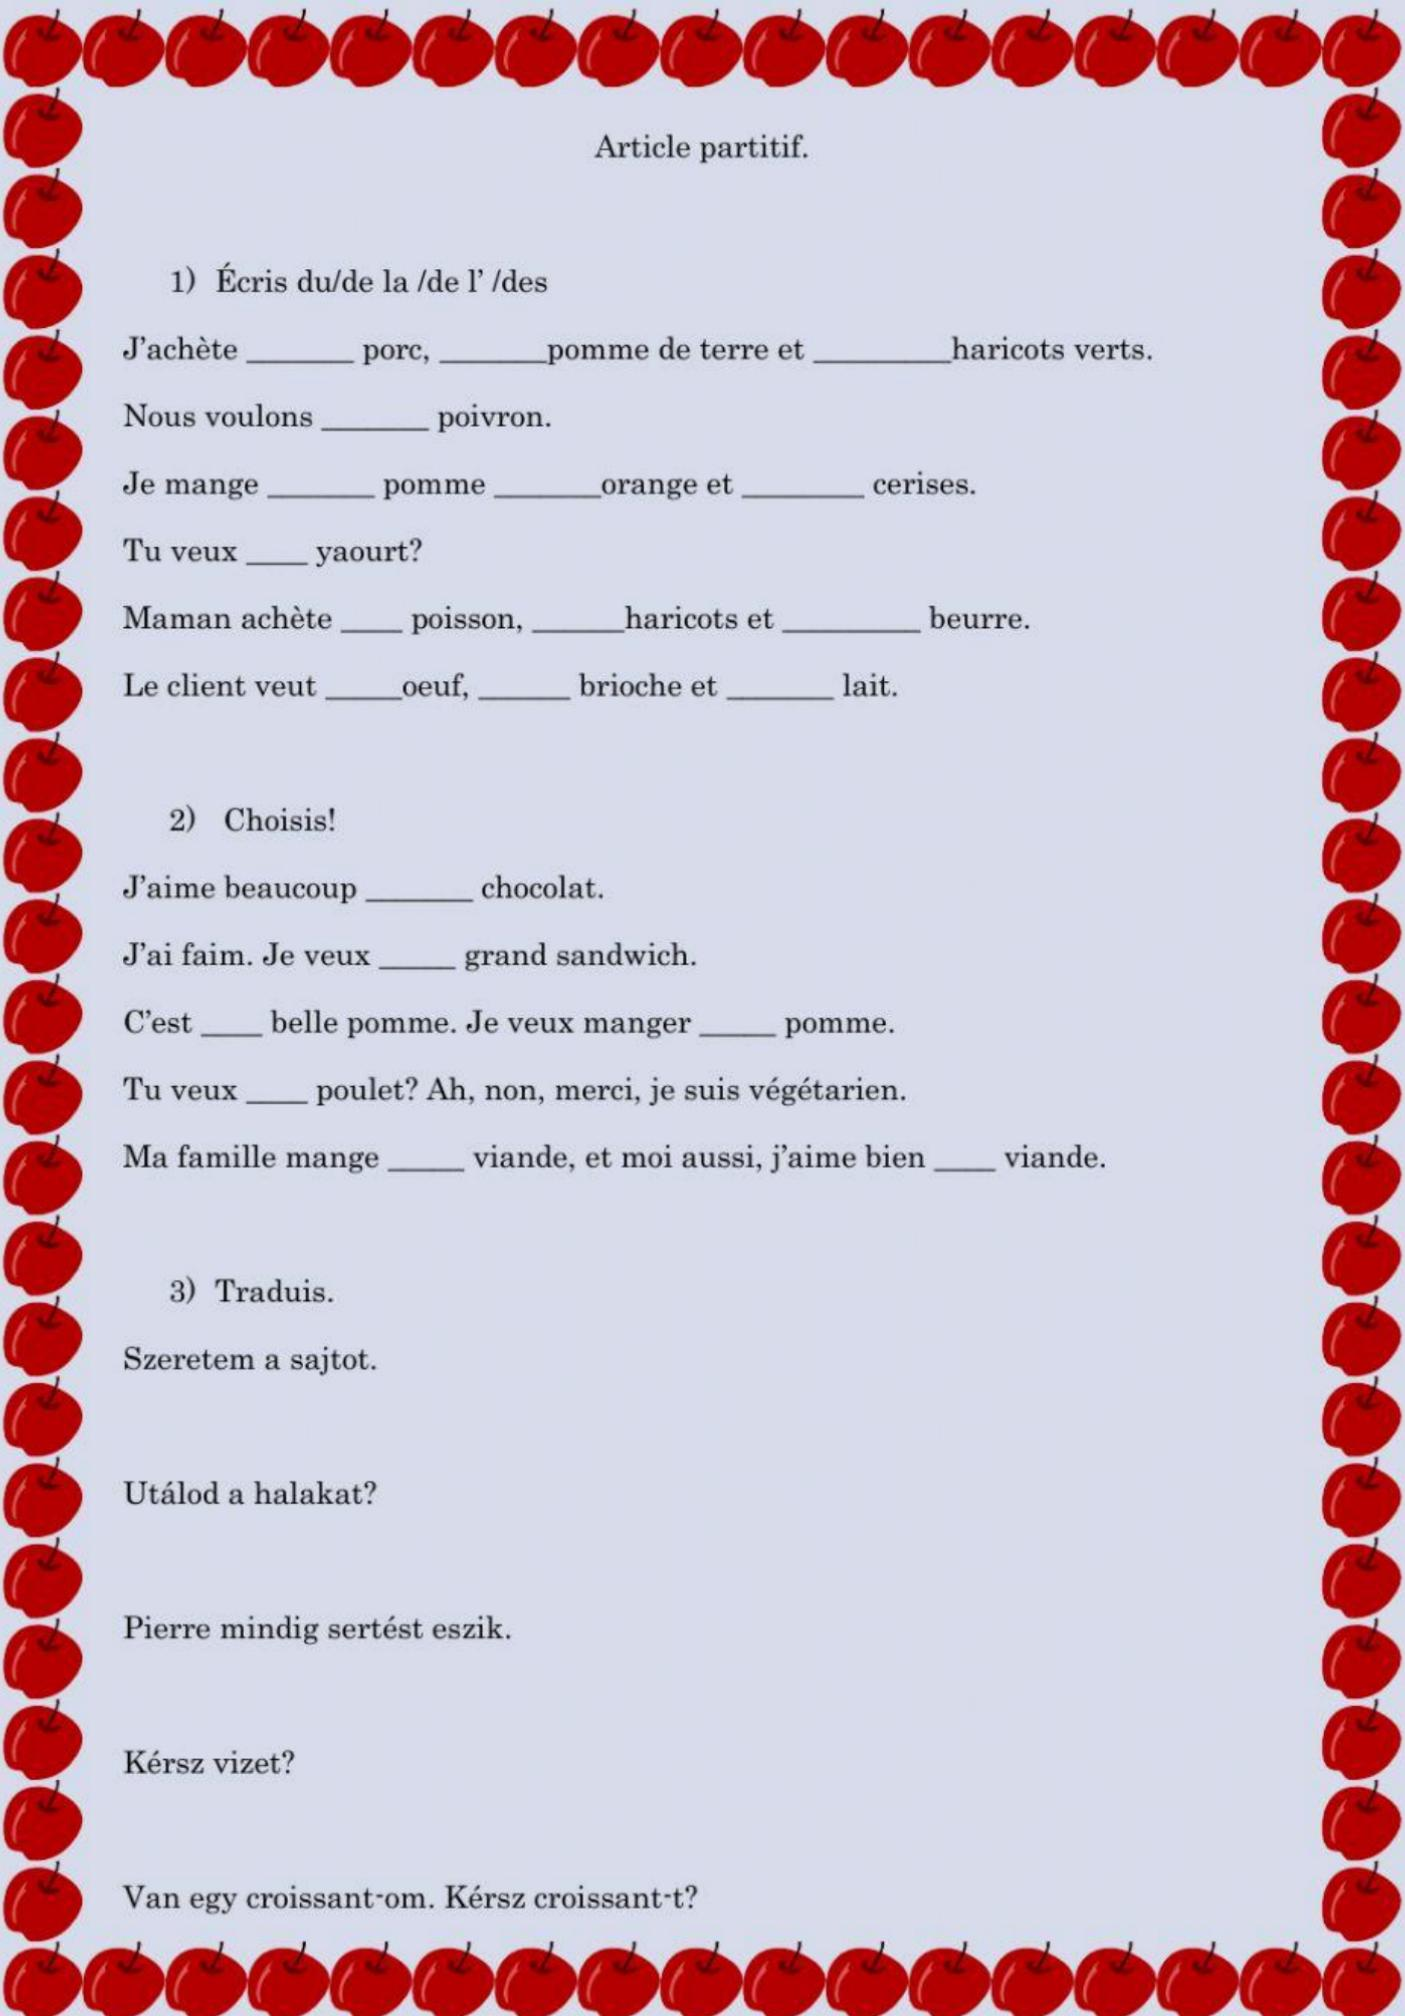 Article partitif.
1) Écris du/de la /de l’ /des
J’achète _______ porc, _______pomme de terre et _________haricots verts.
Nous voulons _______ poivron.
Je mange _______ pomme _______orange et ________ cerises.
Tu veux ____ yaourt?
Maman achète ____ poisson, ______haricots et _________ beurre.
Le client veut _____oeuf, ______ brioche et _______ lait.
2) Choisis!
J’aime beaucoup _______ chocolat.
J’ai faim. Je veux _____ grand sandwich.
C’est ____ belle pomme. Je veux manger _____ pomme.
Tu veux ____ poulet? Ah, non, merci, je suis végétarien.
Ma famille mange _____ viande, et moi aussi, j’aime bien ____ viande.
3) Traduis.
Szeretem a sajtot.
Utálod a halakat?
Pierre mindig sertést eszik.
Kérsz vizet?
Van egy croissant-om. Kérsz croissant-t?